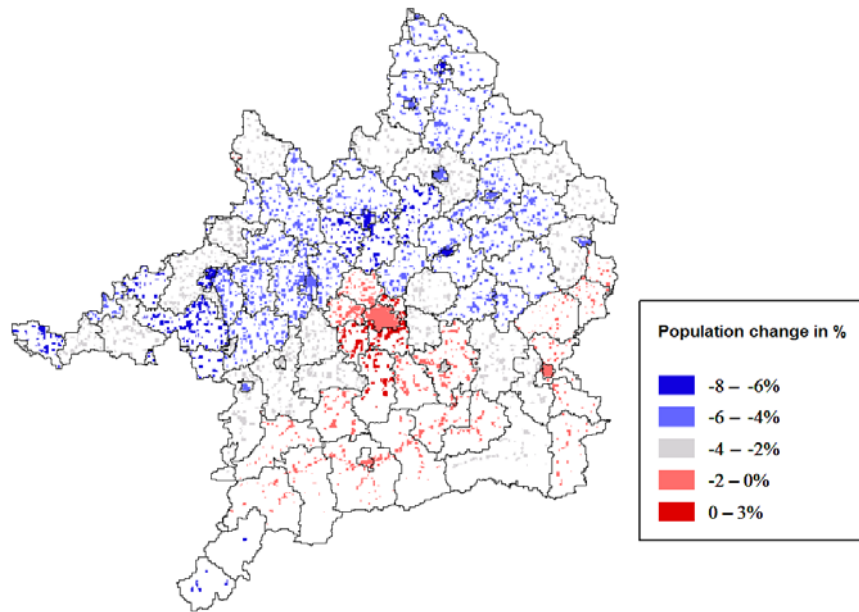 Population change in %
-8 – -6%
-6 – -4%
-4 – -2%
-2 – 0%
0 – 3%